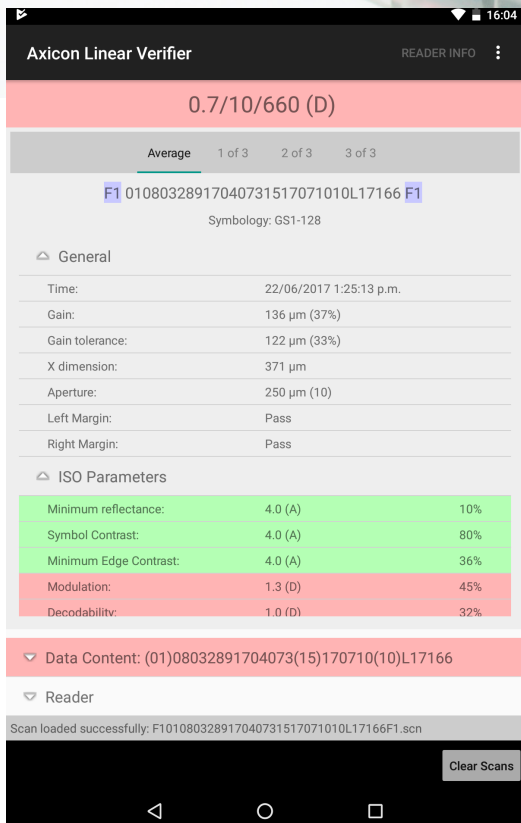 16:04
Axicon Linear Verifier READER INFO
0.7/10/660 (D)
Average 1 of 3 2 of 3 3 of 3
F1 010803289170407315170710 10L17166 F1
Symbology: GS1-128
General
Time: 22/06/2017 1:25:13 p.m.
Gain: 136 µm (37%)
Gain tolerance: 122 µm (33%)
X dimension: 371 µm
Aperture: 250 µm (10)
Left Margin: Pass
Right Margin: Pass
ISO Parameters
Minimum reflectance: 4.0 (A) 10%
Symbol Contrast: 4.0 (A) 80%
Minimum Edge Contrast: 4.0 (A) 36%
Modulation: 1.3 (D) 45%
Decodability: 1.0 (D) 32%
Data Content: (01)08032891704073(15)170710(10)L17166
Reader
Scan loaded successfully: F101080328917040731517071010L17166F1.scn
Clear Scans